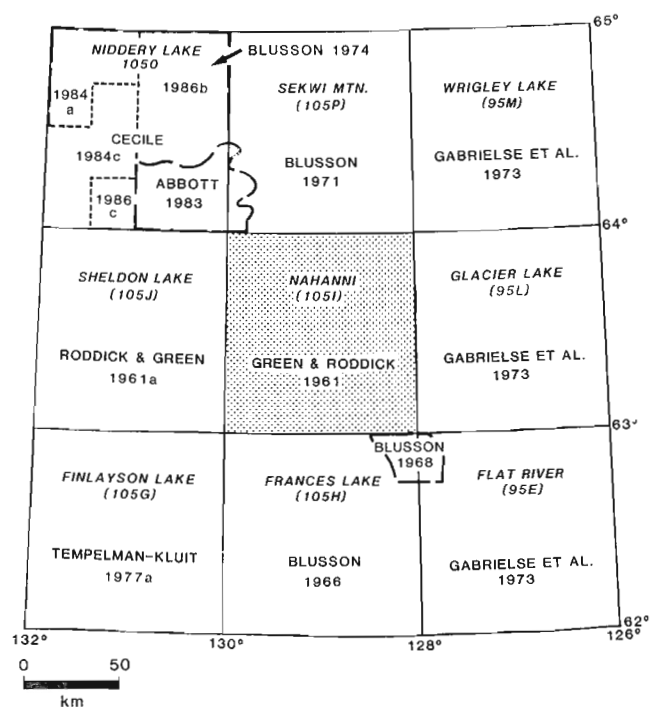 65°
NIDDERY LAKE
1050
BLUSSON 1974
1986b
1984
a
CECILE
1984c
ABBOTT
1983
1986
c
SEKWI MTN.
(105P)
BLUSSON
1971
WRIGLEY LAKE
(95M)
GABRIELSE ET AL.
1973
64°
SHELDON LAKE
(105J)
RODDICK & GREEN
1961a
NAHANNI
(105I)
GREEN & RODDICK
1961
GLACIER LAKE
(95L)
GABRIELSE ET AL.
1973
63°
BLUSSON
1968
FINLAYSON LAKE
(105G)
TEMPELMAN-KLUIT
1977a
FRANCES LAKE
(105H)
BLUSSON
1966
FLAT RIVER
(95E)
GABRIELSE ET AL.
1973
62°
132°
130°
128°
126°
0 50
km